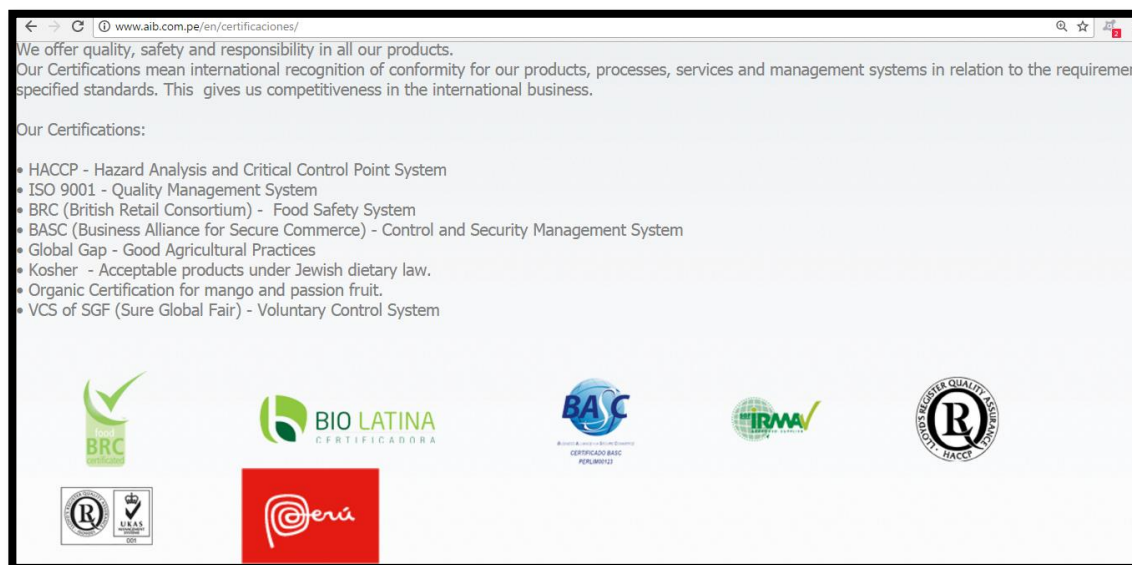 www.aib.com.pe/en/certificaciones/
We offer quality, safety and responsibility in all our products.
Our Certifications mean international recognition of conformity for our products, processes, services and management systems in relation to the
specified standards. This gives us competitiveness in the international business.
Our Certifications:
• HACCP - Hazard Analysis and Critical Control Point System
• ISO 9001 - Quality Management System
• BRC (British Retail Consortium) - Food Safety System
• BASC (Business Alliance for Secure Commerce) - Control and Security Management System
• Global Gap - Good Agricultural Practices
• Kosher - Acceptable products under Jewish dietary law.
• Organic Certification for mango and passion fruit.
• VCS of SGF (Sure Global Fair) - Voluntary Control System
food BRC certificated
BIO LATINA
CERTIFICADORA
BASC
CERTIFICADO BASC
PERLIM00123
IRMA
LLOYD'S REGISTER QUALITY ASSURANCE
R
HACCP
R
UKAS
MANAGEMENT
SYSTEMS
001
Perú
2